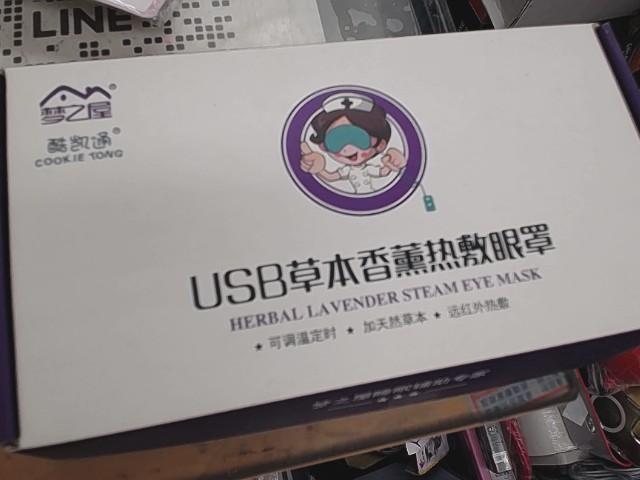 LINE
梦之屋®
酷凯通®
COOKIE TONG
USB草本香薰热敷眼罩
HERBAL LAVENDER STEAM EYE MASK
★ 可调温定时 ★ 加天然草本 ★ 远红外热敷